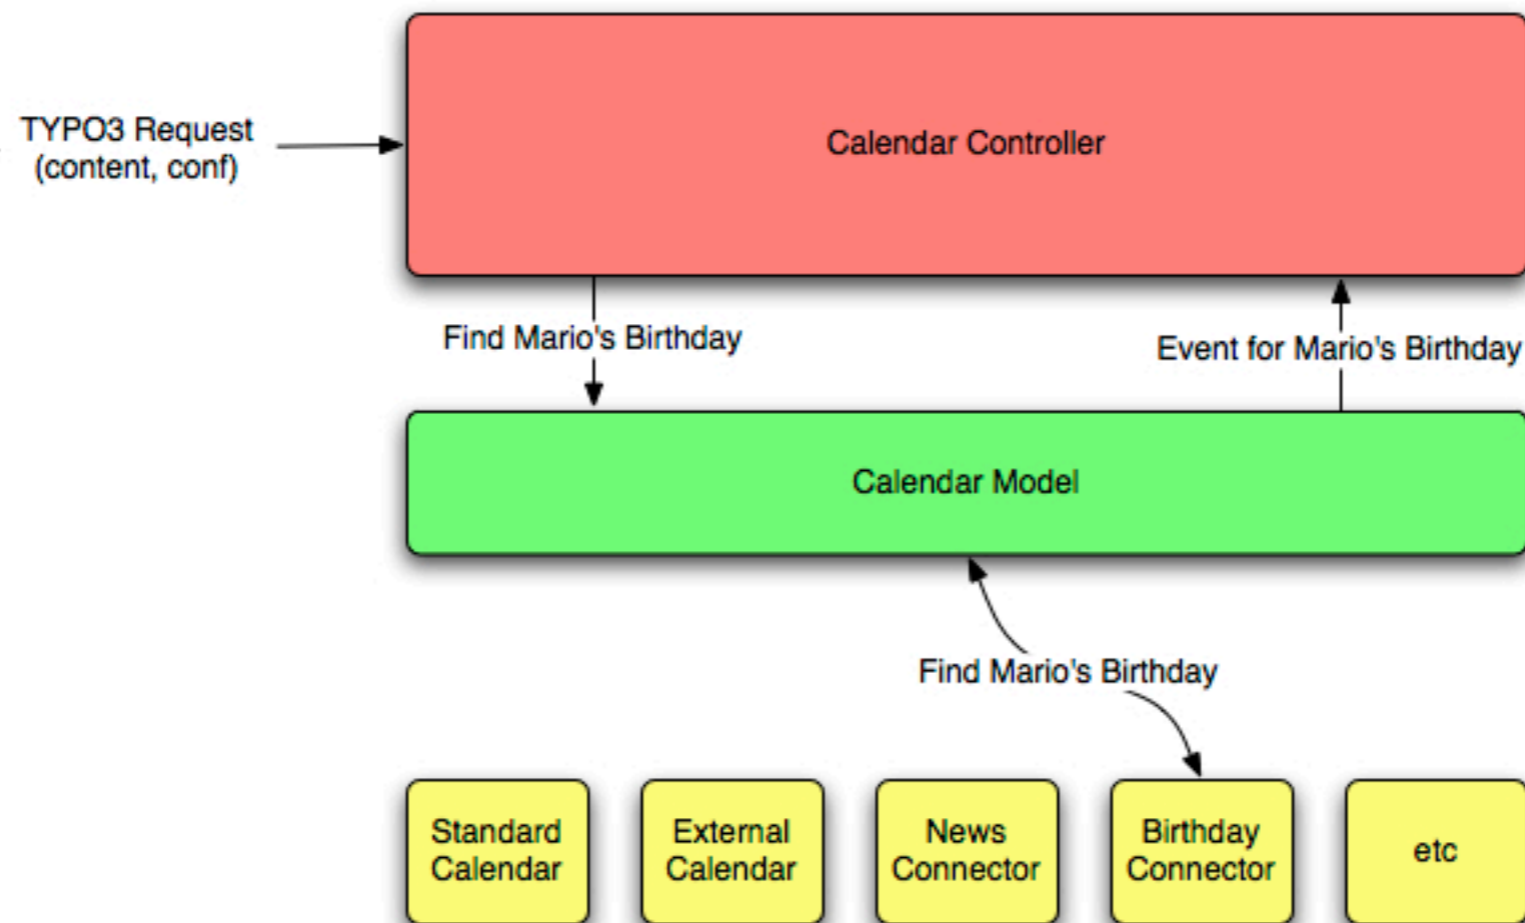 TYPO3 Request
(content, conf)
Calendar Controller
Find Mario's Birthday
Event for Mario's Birthday
Calendar Model
Find Mario's Birthday
Standard
Calendar
External
Calendar
News
Connector
Birthday
Connector
etc